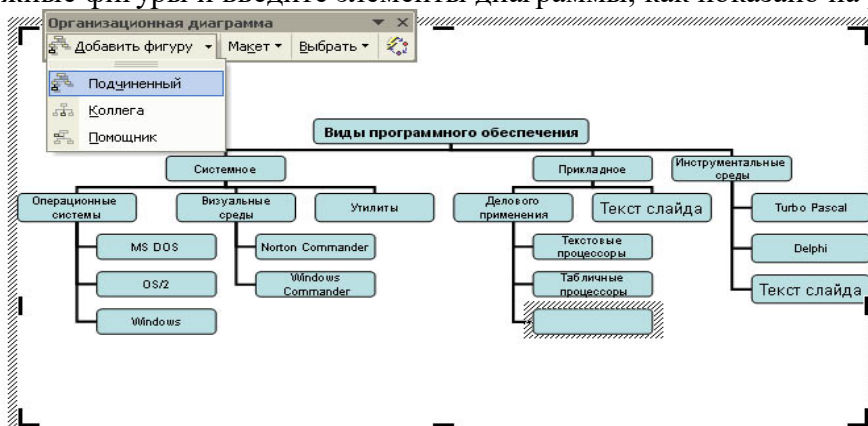 жные фигуры и введите элементы диаграммы, как показано на
Организационная диаграмма
Добавить фигуру
Макет
Выбрать
Подчиненный
Коллега
Помощник
Виды программного обеспечения
Системное
Прикладное
Инструментальные
среды
Операционные
системы
Визуальные
среды
Утилиты
Делового
применения
Текст слайда
Turbo Pascal
MS DOS
Norton Commander
Текстовые
процессоры
Delphi
OS/2
Windows
Commander
Табличные
процессоры
Текст слайда
Windows